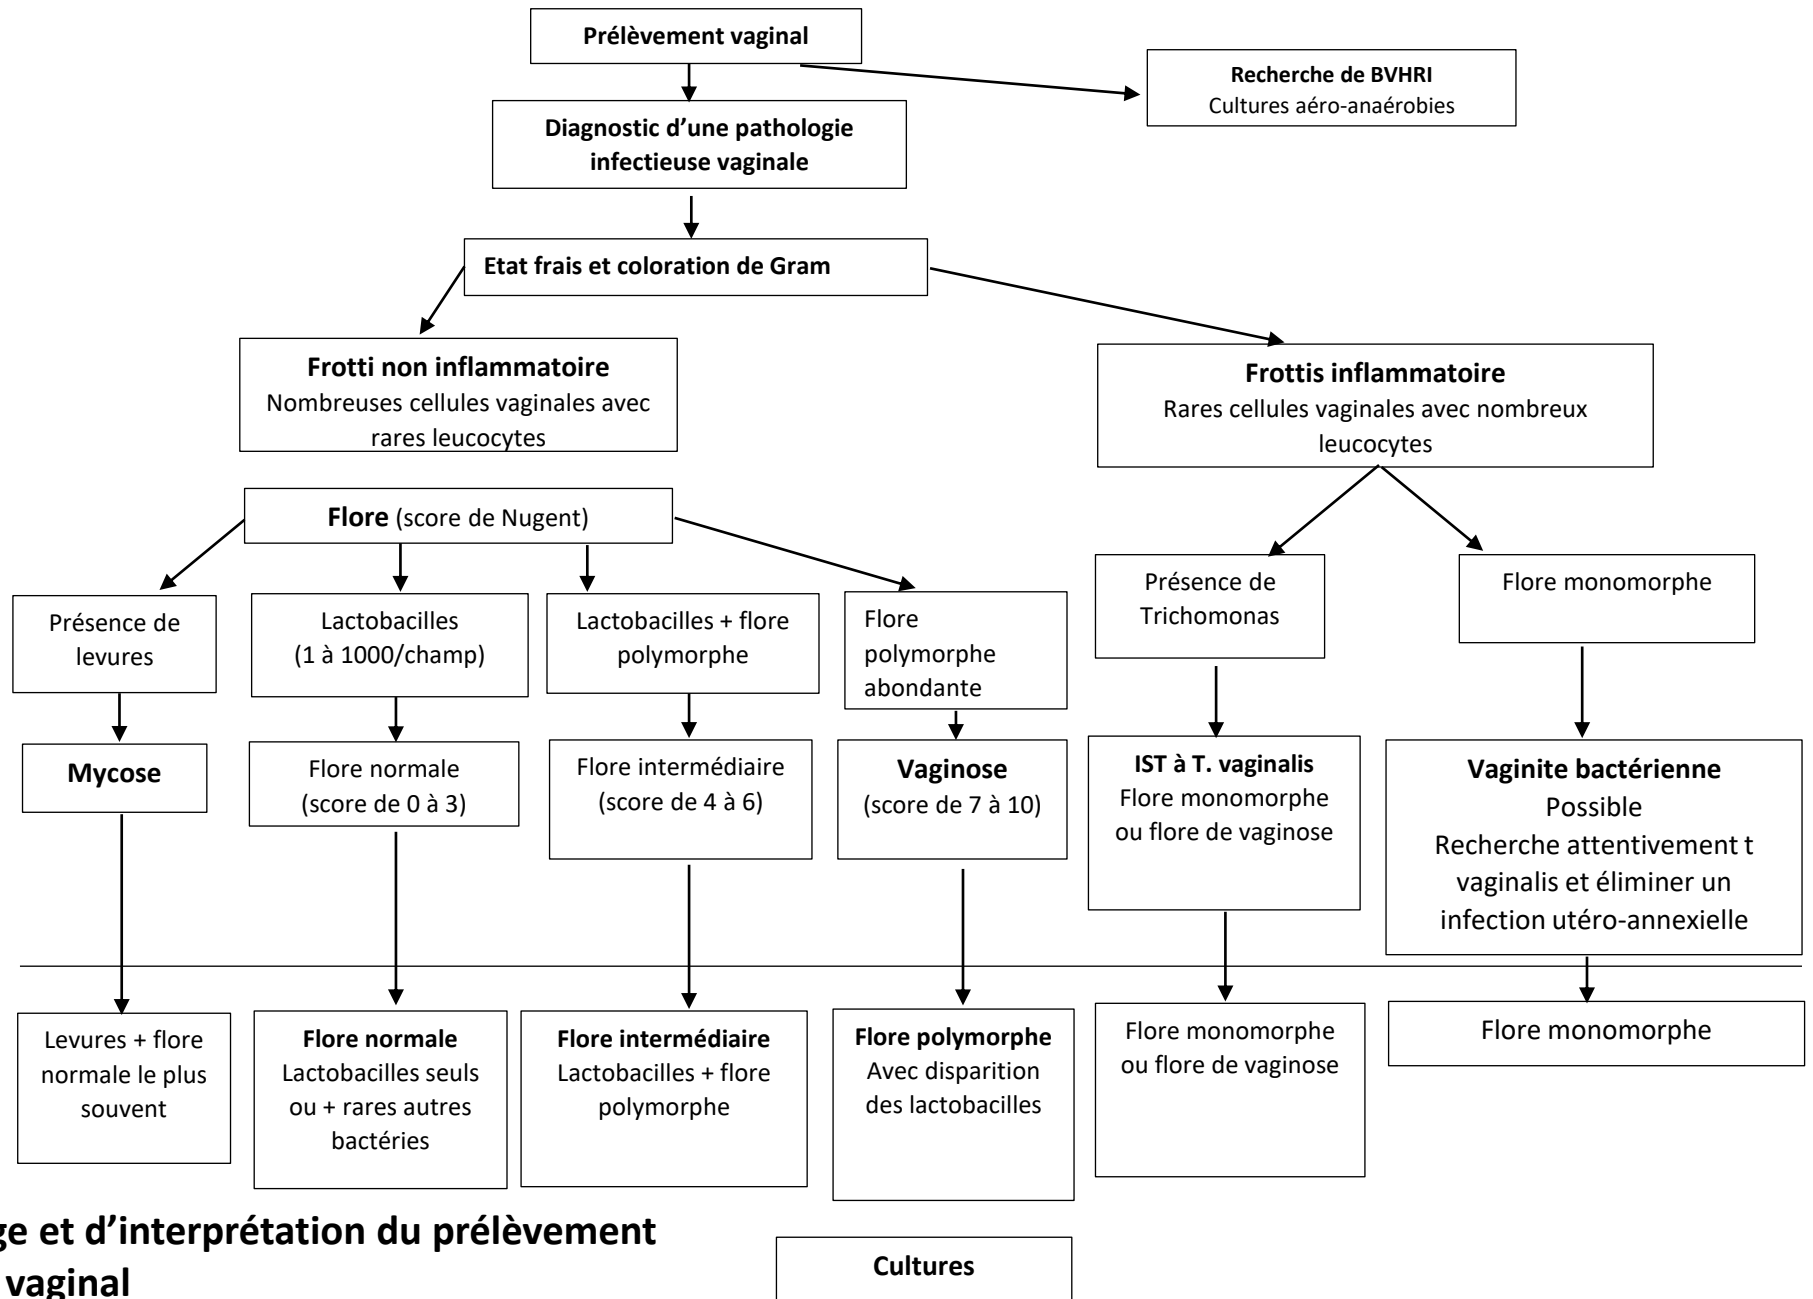 Prélèvement vaginal
Recherche de BVHRI
Cultures aéro-anaérobies
Diagnostic d’une pathologie
infectieuse vaginale
Etat frais et coloration de Gram
Frotti non inflammatoire
Nombreuses cellules vaginales avec
rares leucocytes
Frottis inflammatoire
Rares cellules vaginales avec nombreux
leucocytes
Flore (score de Nugent)
Présence de
levures
Lactobacilles
(1 à 1000/champ)
Lactobacilles + flore
polymorphe
Flore
polymorphe
abondante
Présence de
Trichomonas
Flore monomorphe
Mycose
Flore normale
(score de 0 à 3)
Flore intermédiaire
(score de 4 à 6)
Vaginose
(score de 7 à 10)
IST à T. vaginalis
Flore monomorphe
ou flore de vaginose
Vaginite bactérienne
Possible
Recherche attentivement t
vaginalis et éliminer un
infection utéro-annexielle
Levures + flore
normale le plus
souvent
Flore normale
Lactobacilles seuls
ou + rares autres
bactéries
Flore intermédiaire
Lactobacilles + flore
polymorphe
Flore polymorphe
Avec disparition
des lactobacilles
Flore monomorphe
ou flore de vaginose
Flore monomorphe
ge et d’interprétation du prélèvement
vaginal
Cultures